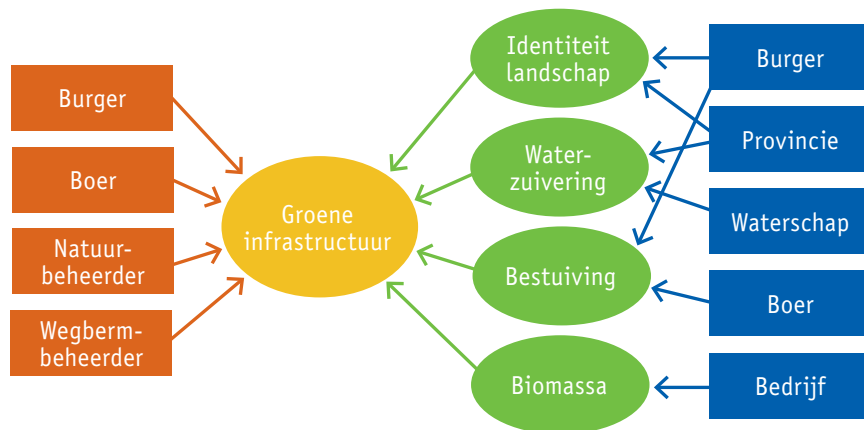 Burger
Boer
Natuur-
beheerder
Wegberm-
beheerder
Groene
infrastructuur
Identiteit
landschap
Water-
zuivering
Bestuiving
Biomassa
Burger
Provincie
Waterschap
Boer
Bedrijf